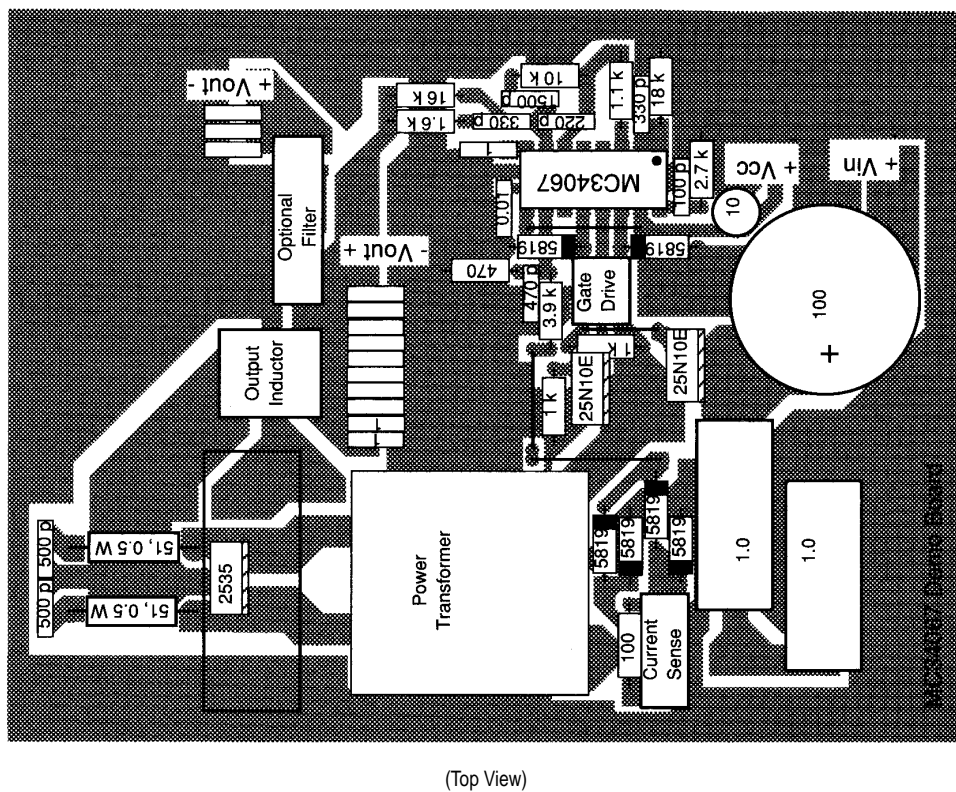 - Vout +
16 k
1.6 k
10 k
1500 p
330 p
220 p
1.1 k
330 p
18 k
MC34067
100 p
2.7 k
+ Vcc
+ Vin
10
0.01
5819
5819
Optional
Filter
- Vout +
470
470 p
3.9 k
Gate
Drive
1 k
100
+
Output
Inductor
1 k
25N10E
25N10E
500 p
500 p
51, 0.5 W
51, 0.5 W
2535
Power
Transformer
5819
5819
5819
5819
1.0
1.0
100
Current
Sense
MC34067 Dumo Board
(Top View)